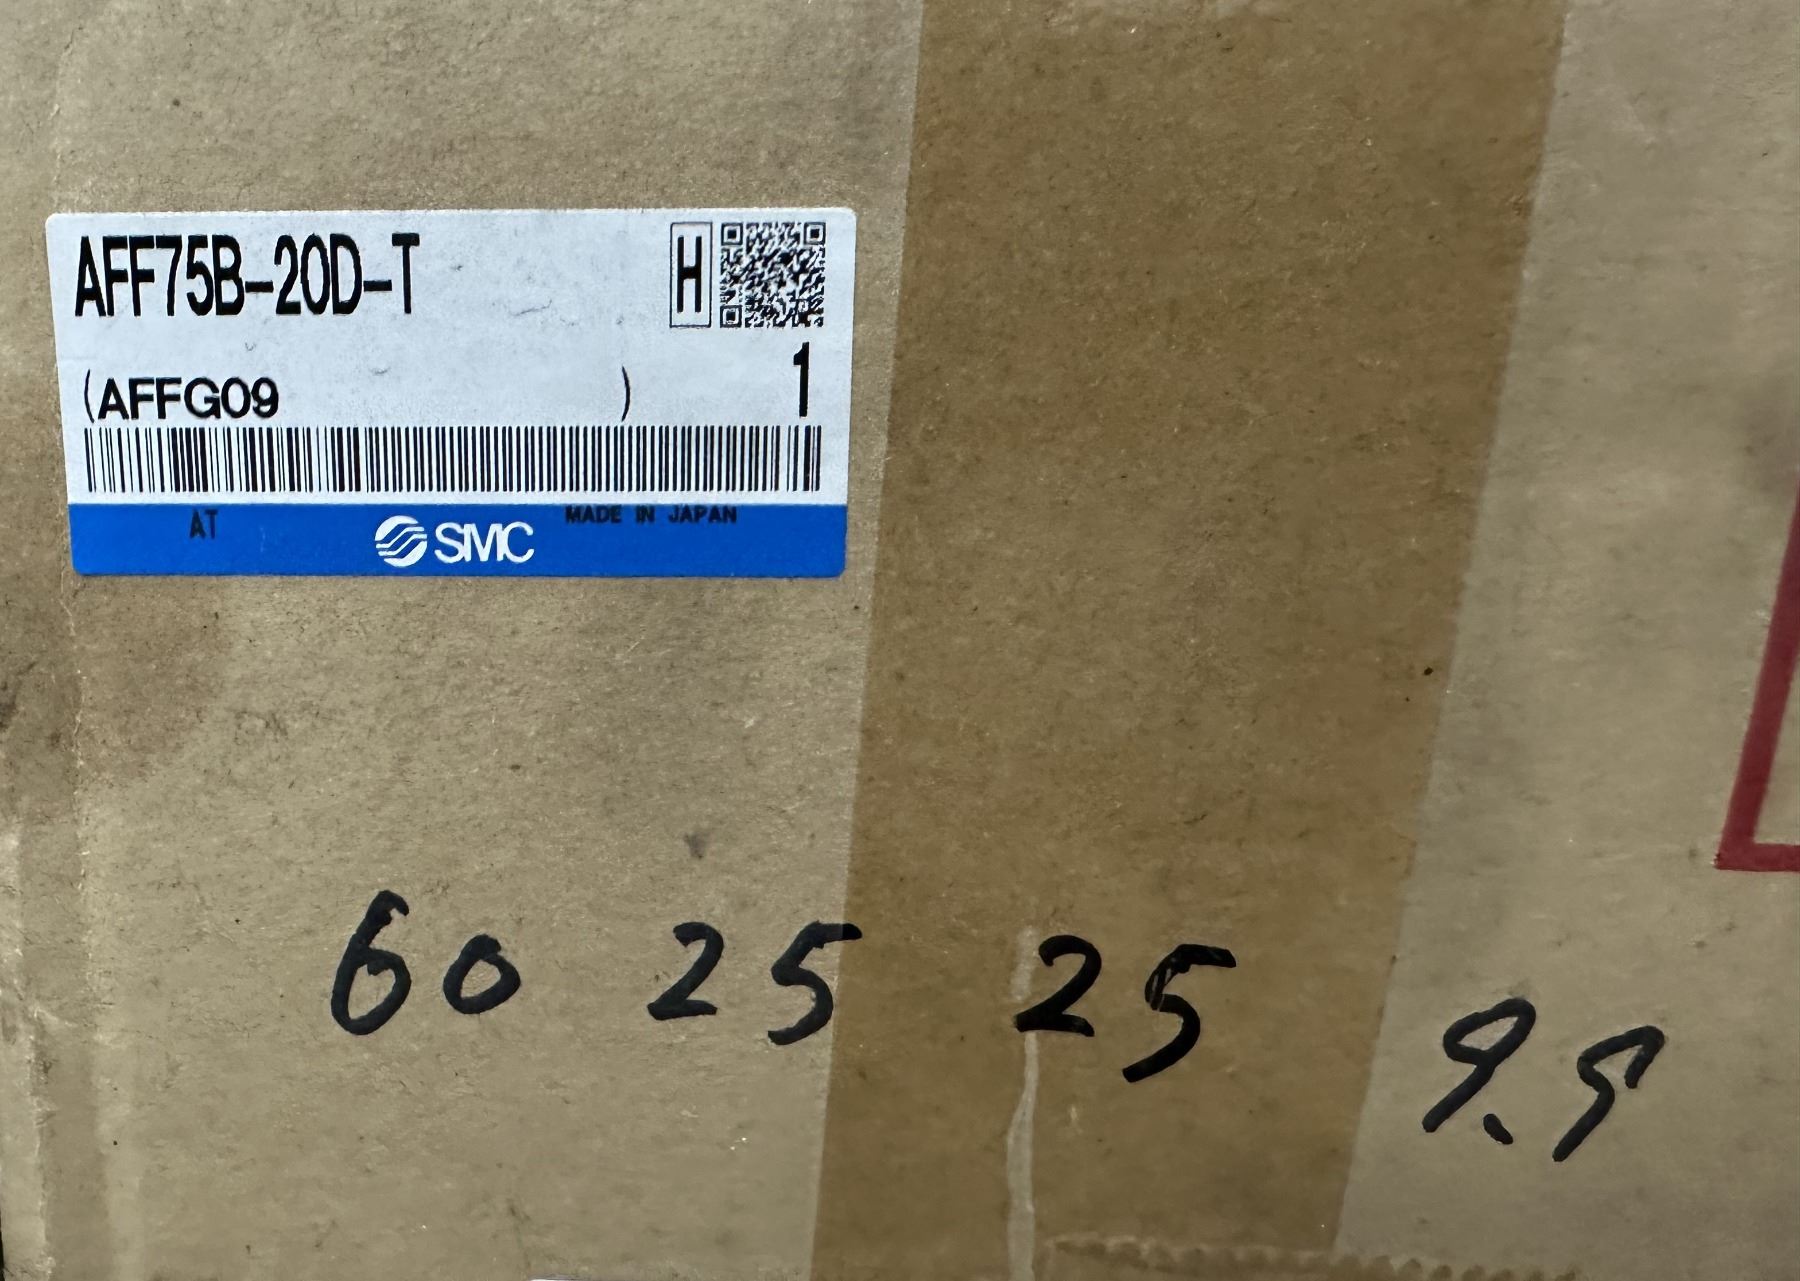 AFF75B-20D-T H
(AFFG09 ) 1
AT SMC MADE IN JAPAN
60 25 25 9.5